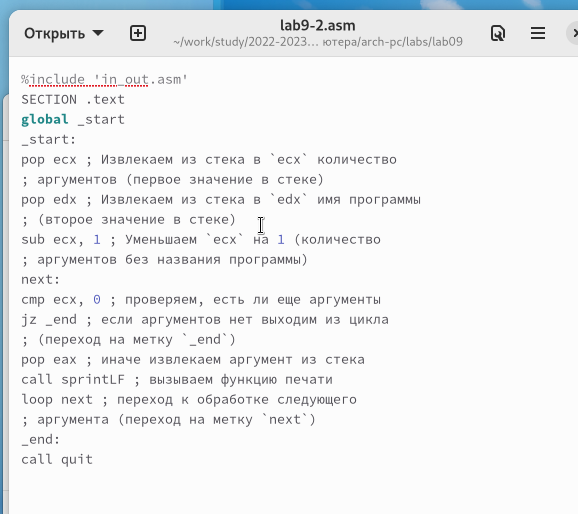 Открыть
lab9-2.asm
~/work/study/2022-2023... ютера/arch-pc/labs/lab09
%include 'in_out.asm'
SECTION .text
global _start
_start:
pop ecx ; Извлекаем из стека в `ecx` количество
; аргументов (первое значение в стеке)
pop edx ; Извлекаем из стека в `edx` имя программы
; (второе значение в стеке)
sub ecx, 1 ; Уменьшаем `ecx` на 1 (количество
; аргументов без названия программы)
next:
cmp ecx, 0 ; проверяем, есть ли еще аргументы
jz _end ; если аргументов нет выходим из цикла
; (переход на метку `_end`)
pop eax ; иначе извлекаем аргумент из стека
call sprintLF ; вызываем функцию печати
loop next ; переход к обработке следующего
; аргумента (переход на метку `next`)
_end:
call quit